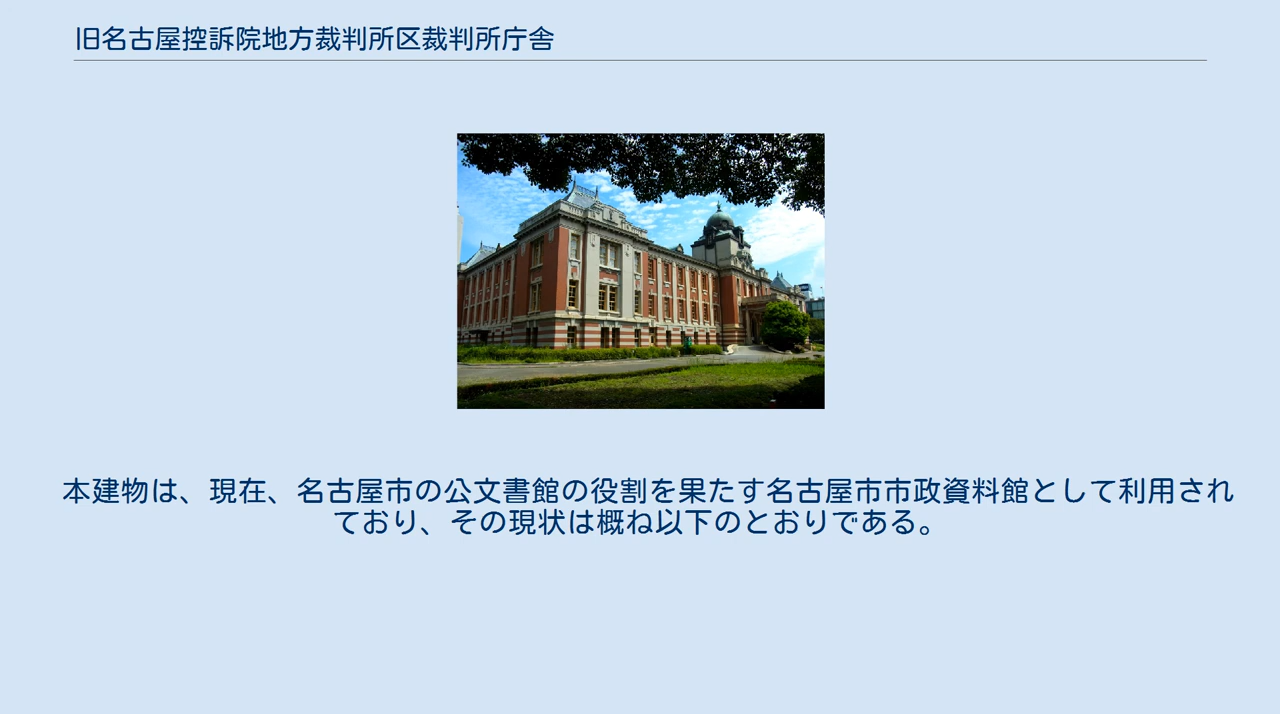 旧名古屋控訴院地方裁判所区裁判所庁舎
本建物は、現在、名古屋市の公文書館の役割を果たす名古屋市市政資料館として利用され
ており、その現状は概ね以下のとおりである。